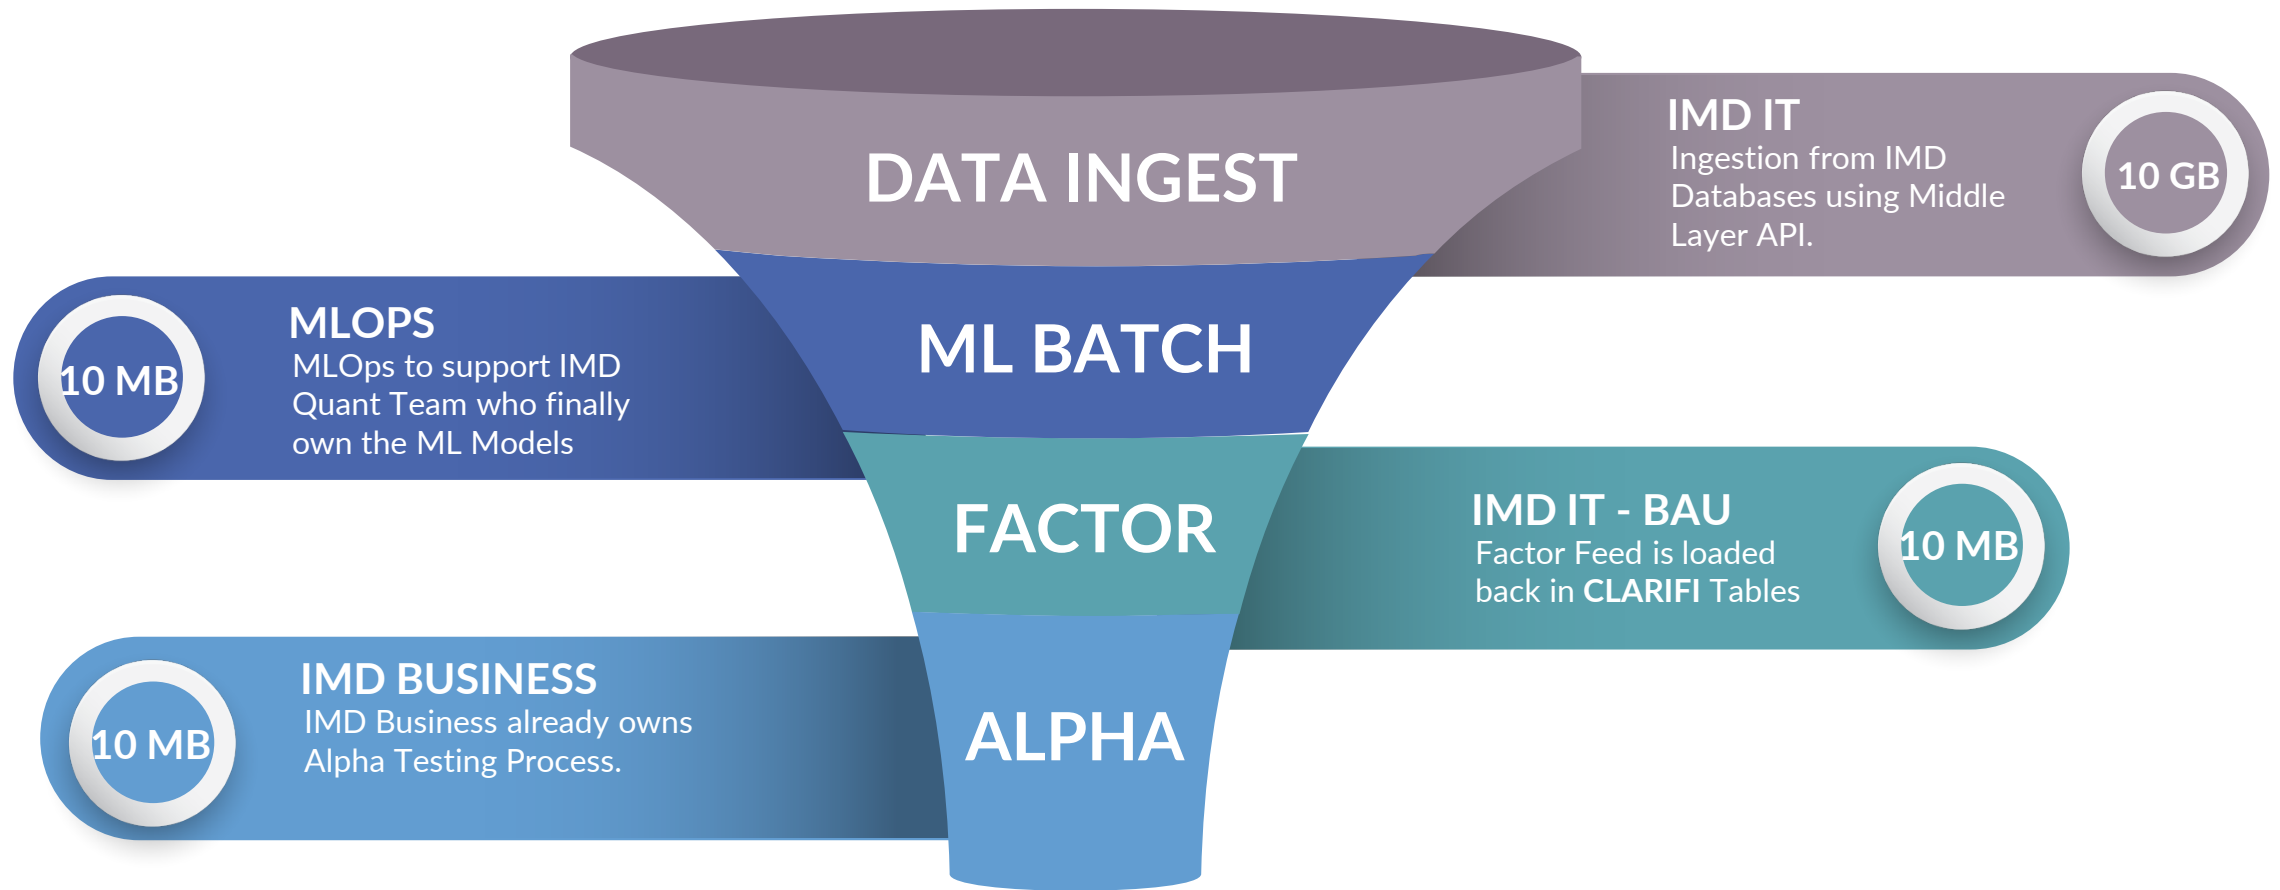 DATA INGEST
IMD IT
Ingestion from IMD
Databases using Middle
Layer API.
10 GB
ML BATCH
MLOPS
MLOps to support IMD
Quant Team who finally
own the ML Models
10 MB
FACTOR
IMD IT - BAU
Factor Feed is loaded
back in CLARIFI Tables
10 MB
ALPHA
IMD BUSINESS
IMD Business already owns
Alpha Testing Process.
10 MB